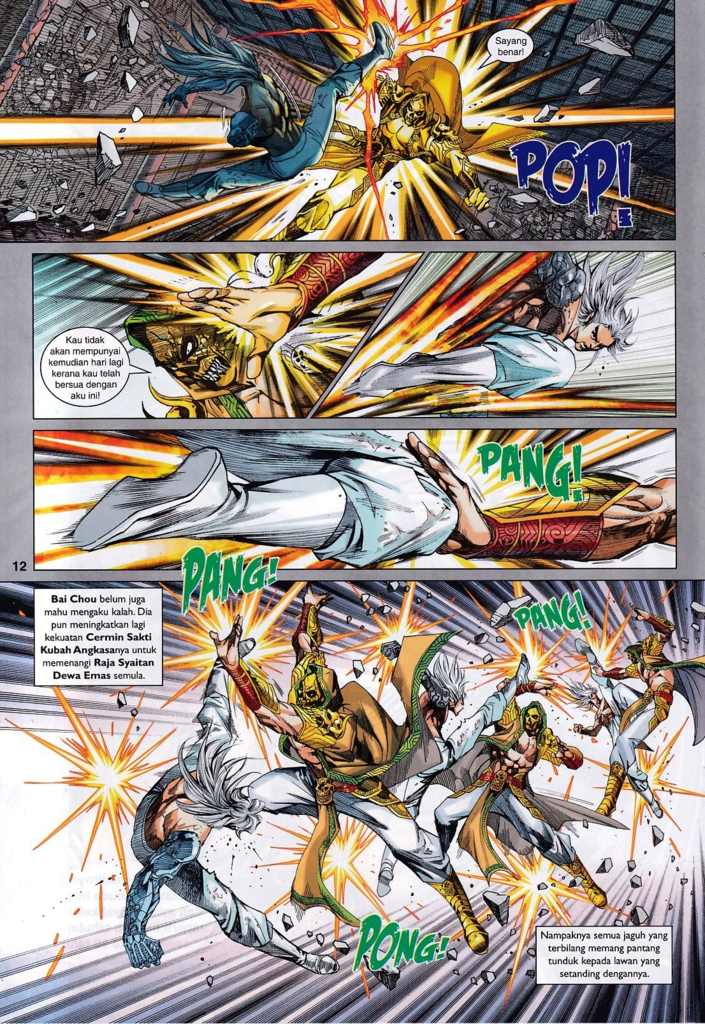 Sayang
benar!
POP!
Kau tidak
akan mempunyai
kemudian hari lagi
kerana kau telah
bersua dengan
aku ini!
PANG!
12
PANG!
Bai Chou belum juga
mahu mengaku kalah. Dia
pun meningkatkan lagi
kekuatan Cermin Sakti
Kubah Angkasanya untuk
memenangi Raja Syaitan
Dewa Emas semula.
PANG!
PONG!
Nampaknya semua jaguh yang
terbilang memang pantang
tunduk kepada lawan yang
setanding dengannya.